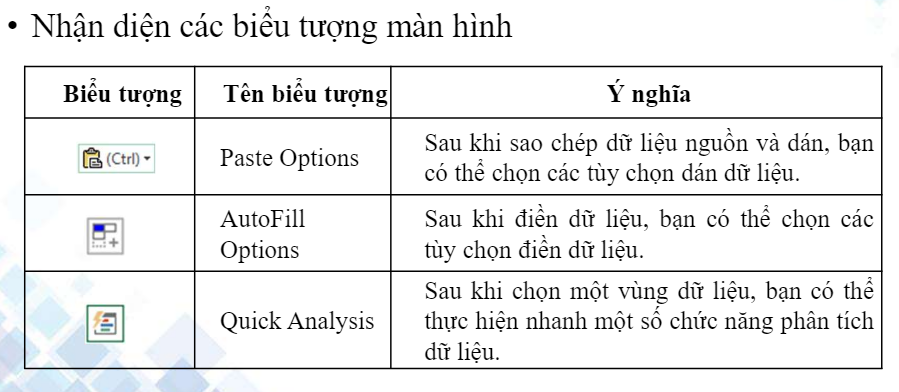 • Nhận diện các biểu tượng màn hình
Biểu tượng
Tên biểu tượng
Ý nghĩa
(Ctrl)
Paste Options
Sau khi sao chép dữ liệu nguồn và dán, bạn
có thể chọn các tùy chọn dán dữ liệu.
AutoFill
Options
Sau khi điền dữ liệu, bạn có thể chọn các
tùy chọn điền dữ liệu.
Quick Analysis
Sau khi chọn một vùng dữ liệu, bạn có thể
thực hiện nhanh một số chức năng phân tích
dữ liệu.